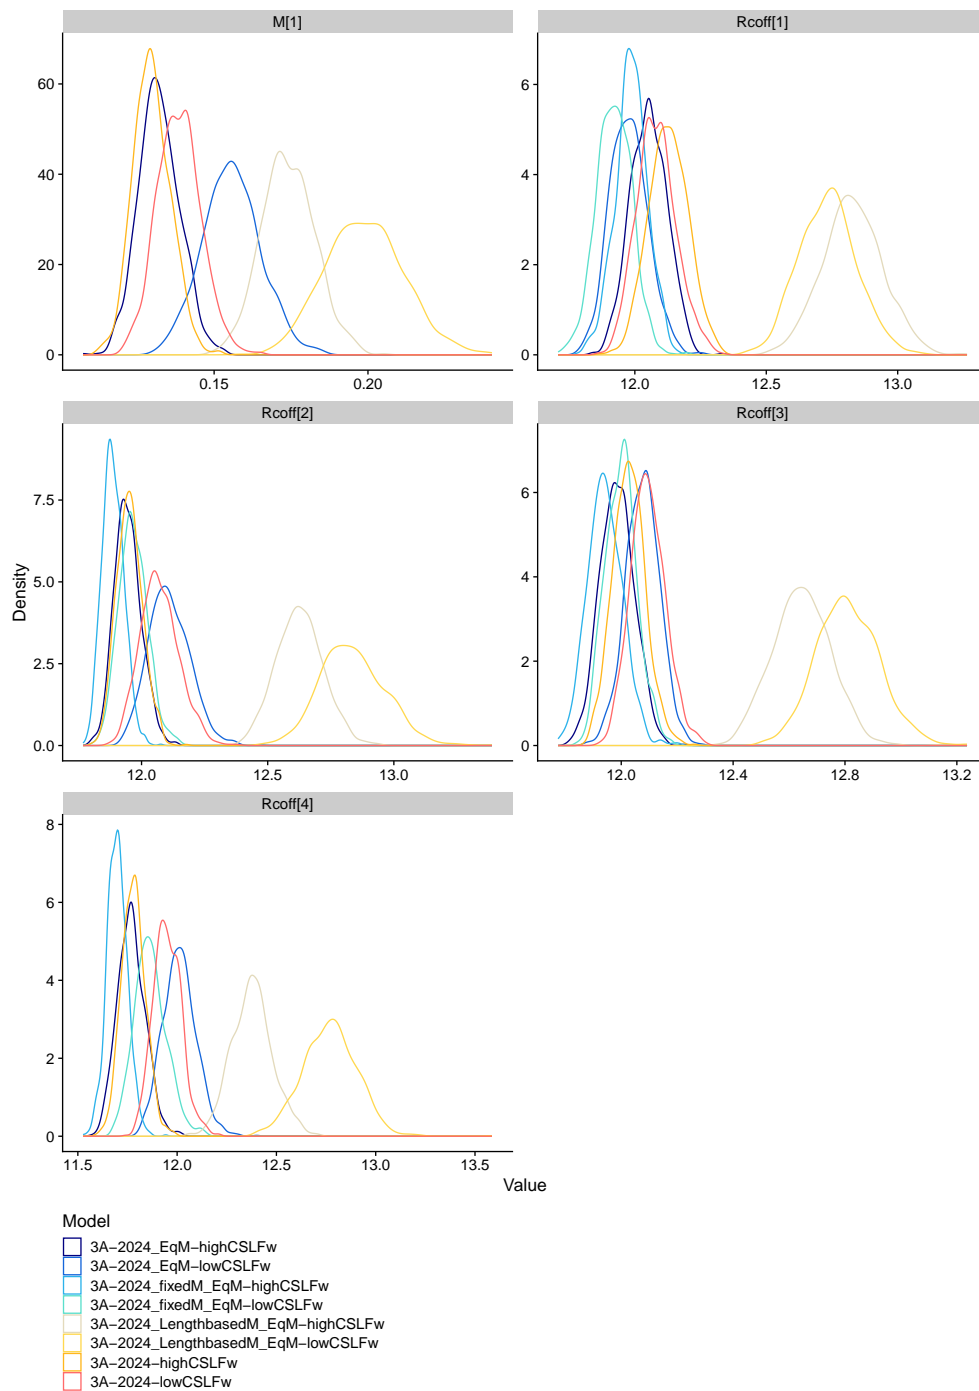 M[1]
Rcoff[1]
60
40
20
0
0.15
0.20
6
4
2
0
12.0
12.5
13.0
Rcoff[2]
Rcoff[3]
7.5
5.0
2.5
0.0
12.0
12.5
13.0
6
4
2
0
12.0
12.4
12.8
13.2
Density
Rcoff[4]
8
6
4
2
0
11.5
12.0
12.5
13.0
13.5
Value
Model
3A−2024_EqM−highCSLFw
3A−2024_EqM−lowCSLFw
3A−2024_fixedM_EqM−highCSLFw
3A−2024_fixedM_EqM−lowCSLFw
3A−2024_LengthbasedM_EqM−highCSLFw
3A−2024_LengthbasedM_EqM−lowCSLFw
3A−2024−highCSLFw
3A−2024−lowCSLFw